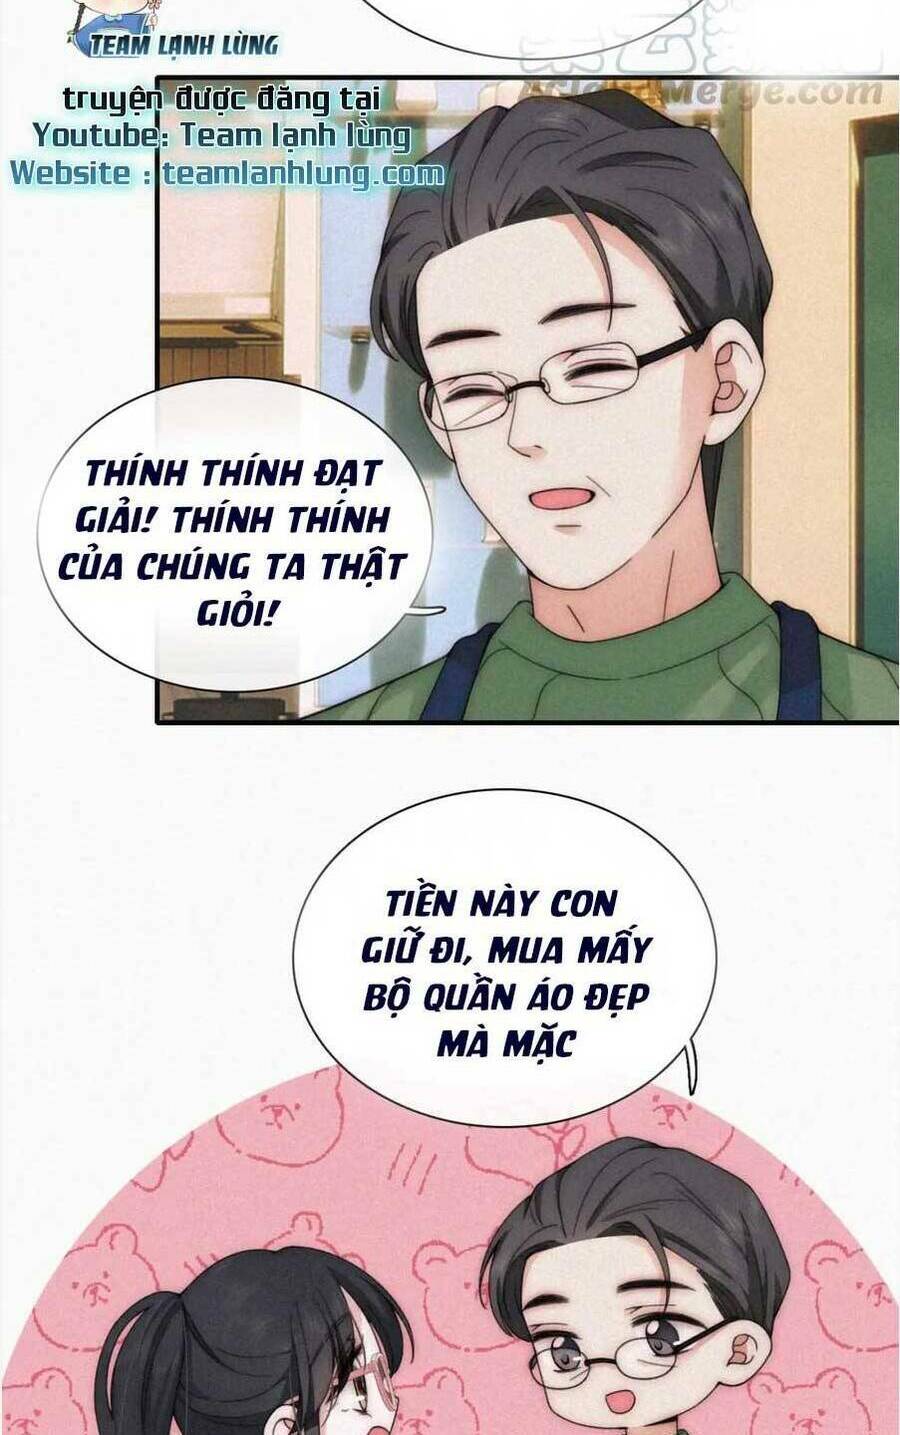 TEAM LẠNH LÙNG
truyện được đăng tại
Youtube: Team lạnh lùng
Website : teamlanhlung.com
THÍNH THÍNH ĐẠT
GIẢI! THÍNH THÍNH
CỦA CHÚNG TA THẬT
GIỎI!
TIỀN NÀY CON
GIỮ ĐI, MUA MẤY
BỘ QUẦN ÁO ĐẸP
MÀ MẶC